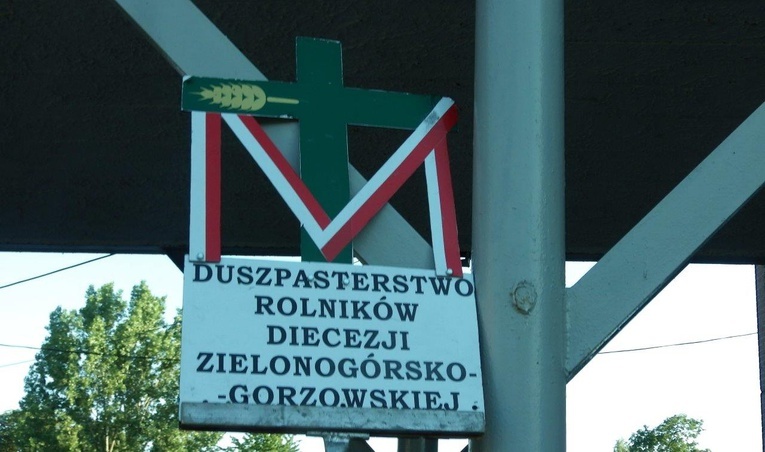 DUSZPASTERSTWO
ROLNIKÓW
DIECEZJI
ZIELONOGÓRSKO-
-GORZOWSKIEJ